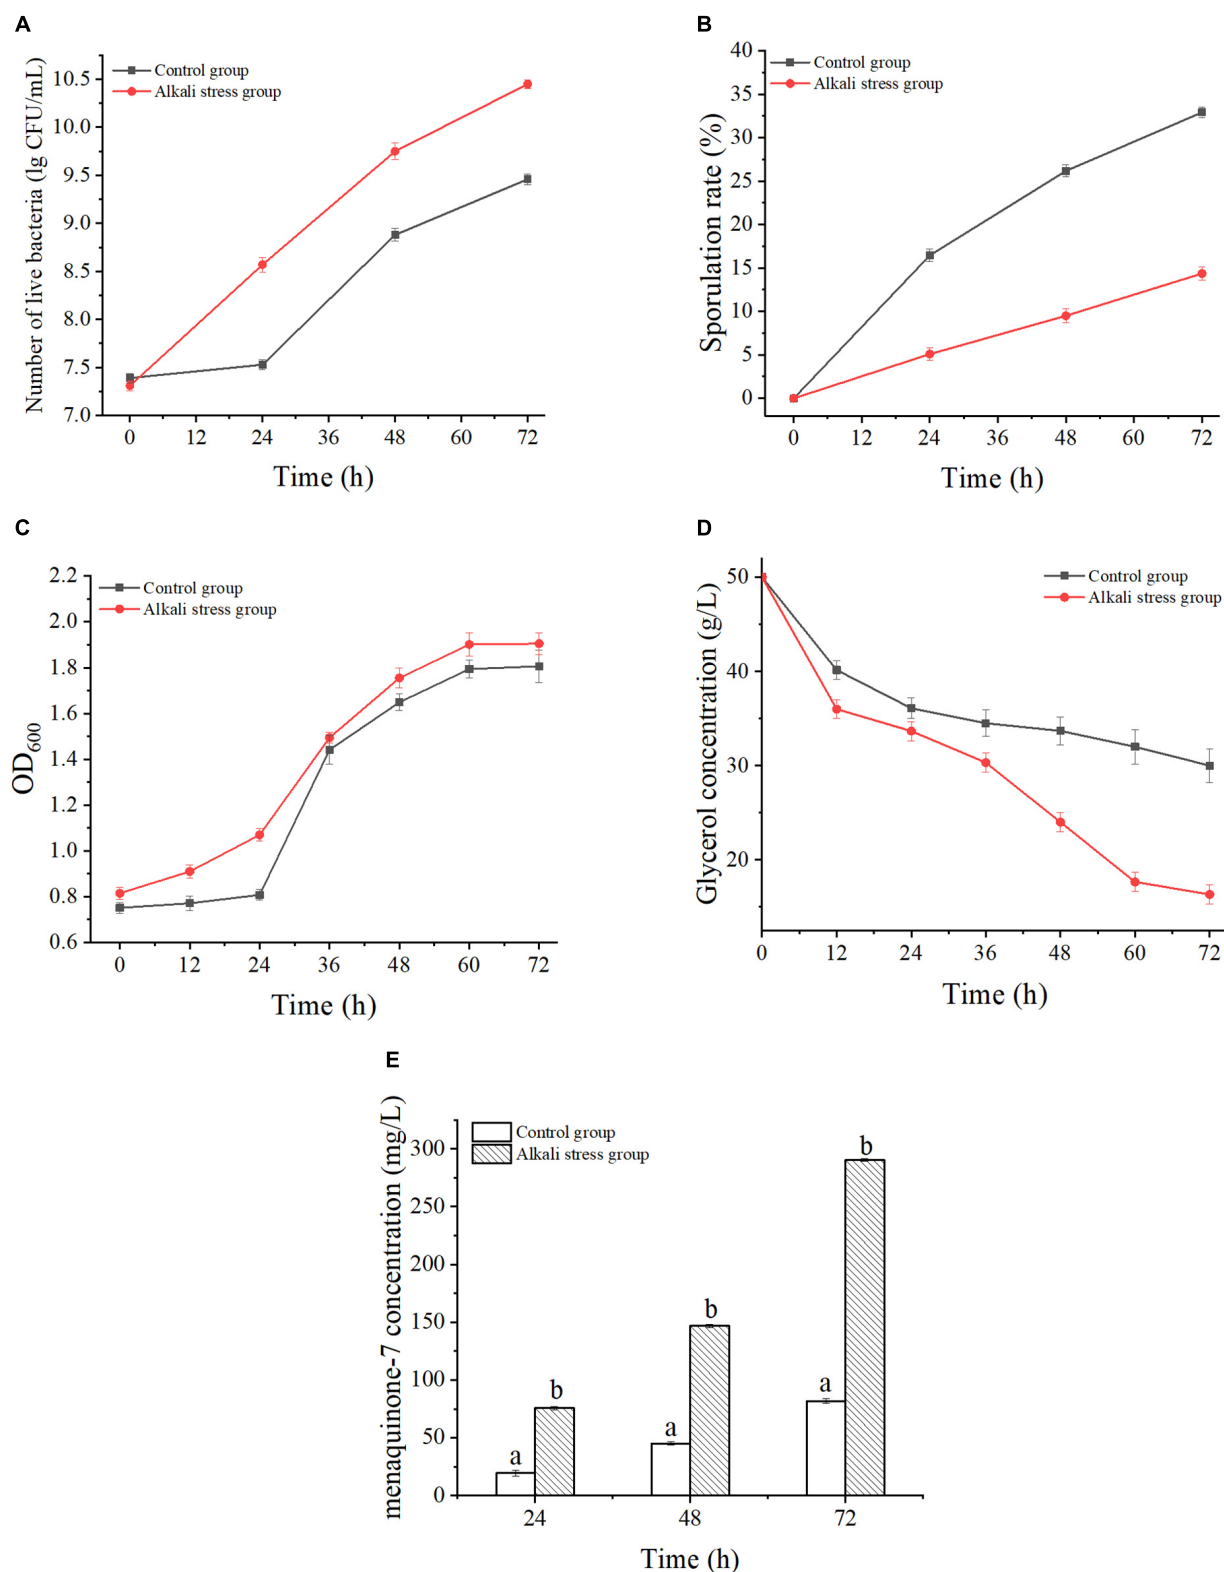 A
Number of live bacteria (lg CFU/mL)
Control group
Alkali stress group
10.5
10.0
9.5
9.0
8.5
8.0
7.5
7.0
0 12 24 36 48 60 72
Time (h)
B
Sporulation rate (%)
Control group
Alkali stress group
40
35
30
25
20
15
10
5
0
0 12 24 36 48 60 72
Time (h)
C
OD600
Control group
Alkali stress group
2.2
2.0
1.8
1.6
1.4
1.2
1.0
0.8
0.6
0 12 24 36 48 60 72
Time (h)
D
Glycerol concentration (g/L)
Control group
Alkali stress group
50
40
30
20
0 12 24 36 48 60 72
Time (h)
E
menaquinone-7 concentration (mg/L)
Control group
Alkali stress group
300
250
200
150
100
50
0
a b
a b
a b
24 48 72
Time (h)